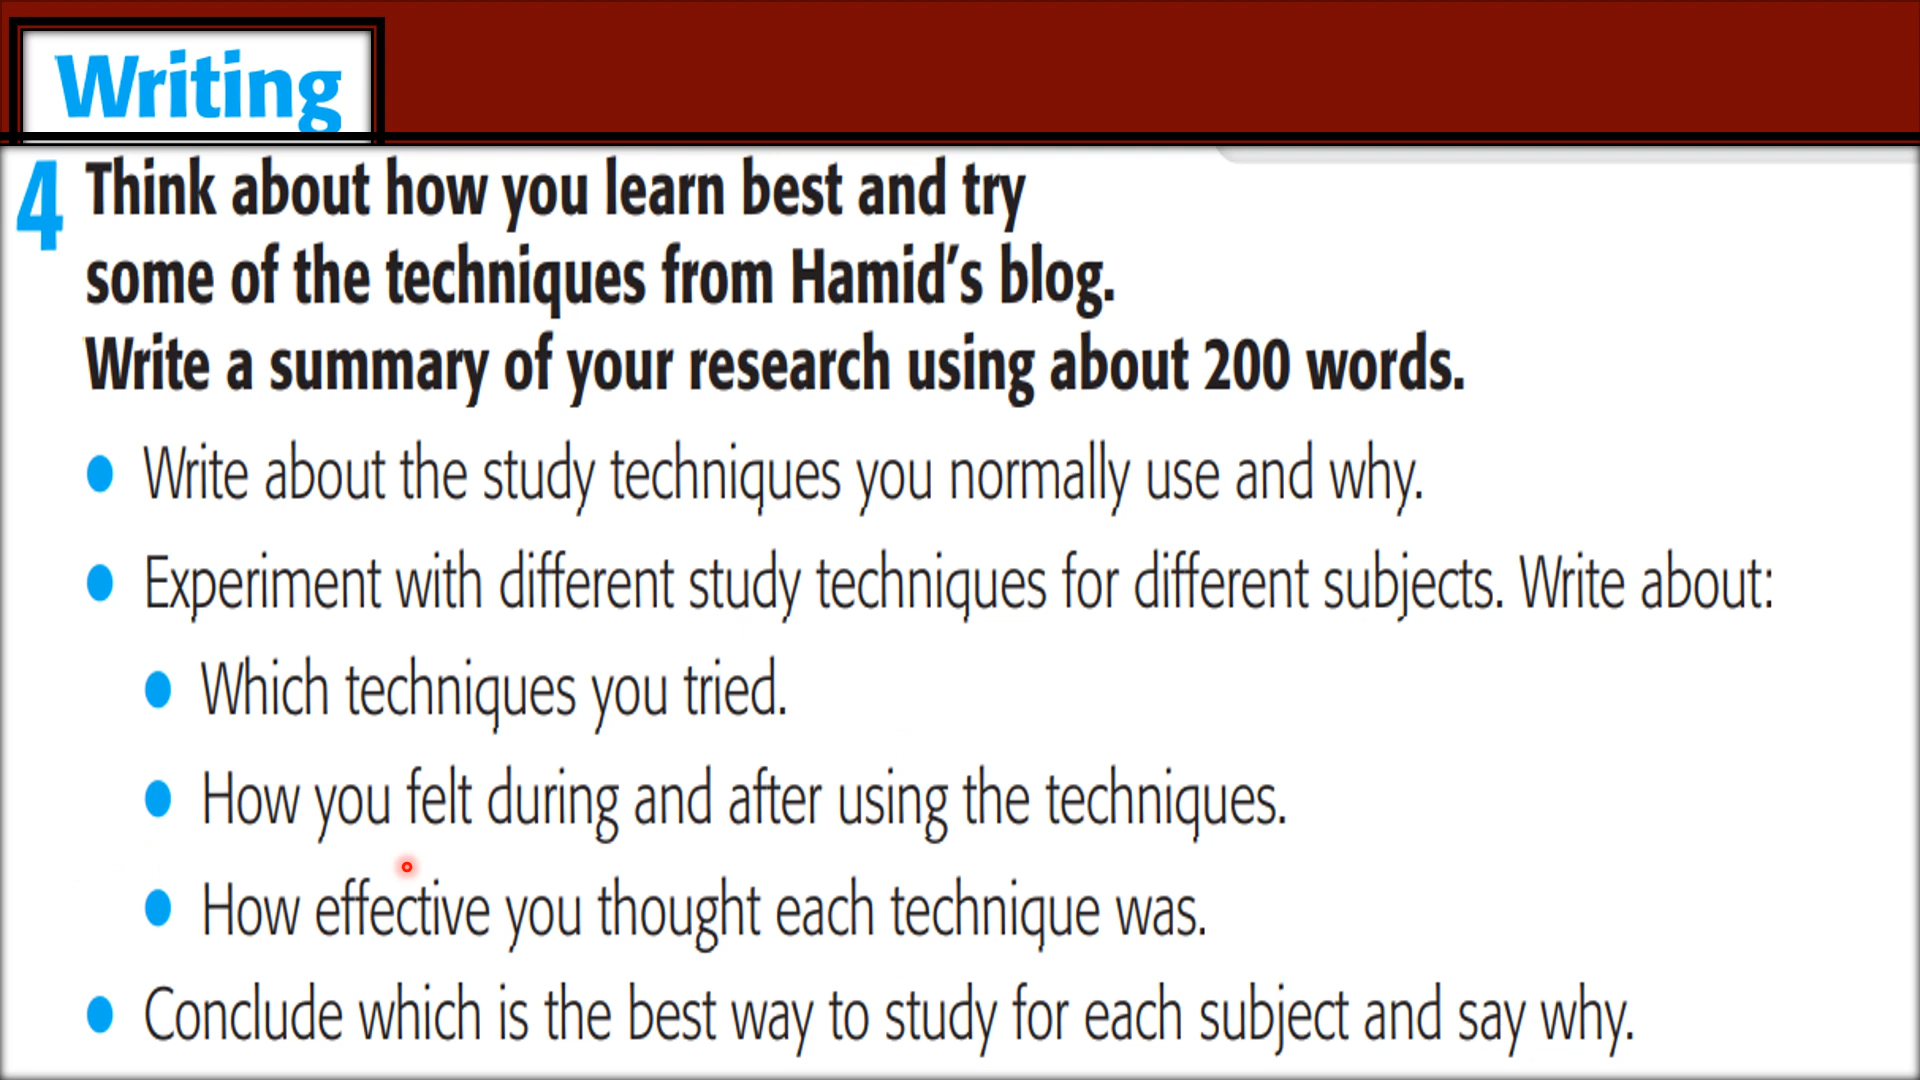 Writing
4 Think about how you learn best and try
some of the techniques from Hamid's blog.
Write a summary of your research using about 200 words.
● Write about the study techniques you normally use and why.
● Experiment with different study techniques for different subjects. Write about:
● Which techniques you tried.
● How you felt during and after using the techniques.
● How effective you thought each technique was.
● Conclude which is the best way to study for each subject and say why.